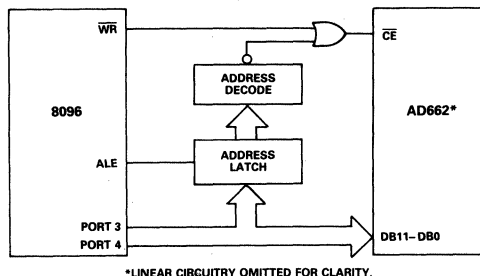 WR
CE
ADDRESS
DECODE
8096
AD662*
ALE
ADDRESS
LATCH
PORT 3
PORT 4
DB11–DB0
*LINEAR CIRCUITRY OMITTED FOR CLARITY.